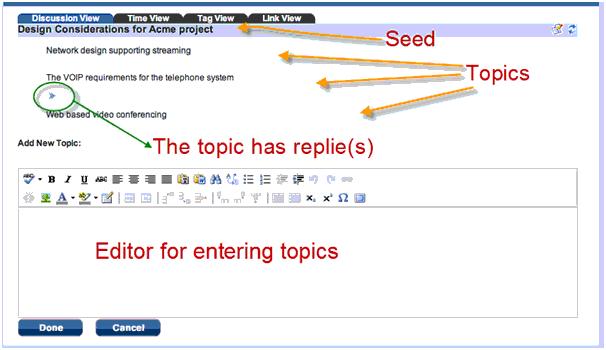 Discussion View Time View Tag View Link View
Design Considerations for Acme project
Seed
Network design supporting streaming
Topics
The VOIP requirements for the telephone system
Web based video conferencing
Add New Topic:
The topic has replie(s)
B I U ABC
A
x₂ x² Ω
Editor for entering topics
Done Cancel